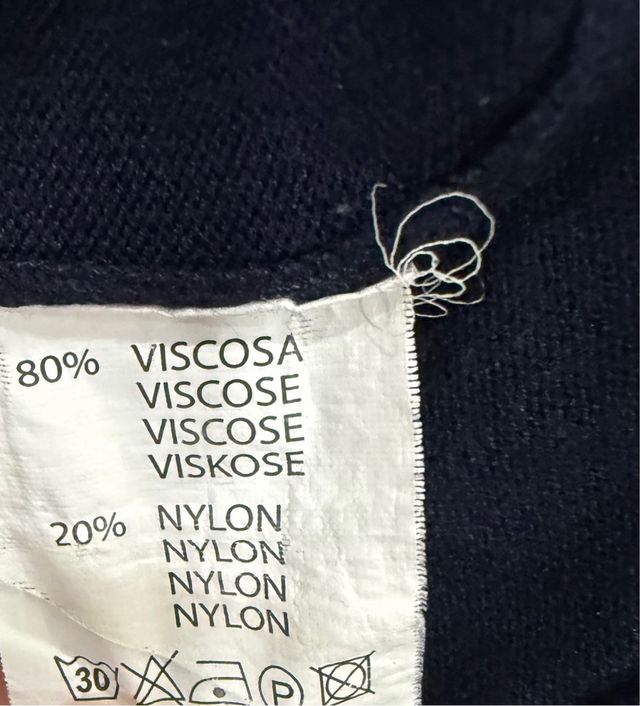 80% VISCOSA
VISCOSE
VISCOSE
VISKOSE
20% NYLON
NYLON
NYLON
NYLON
30 P